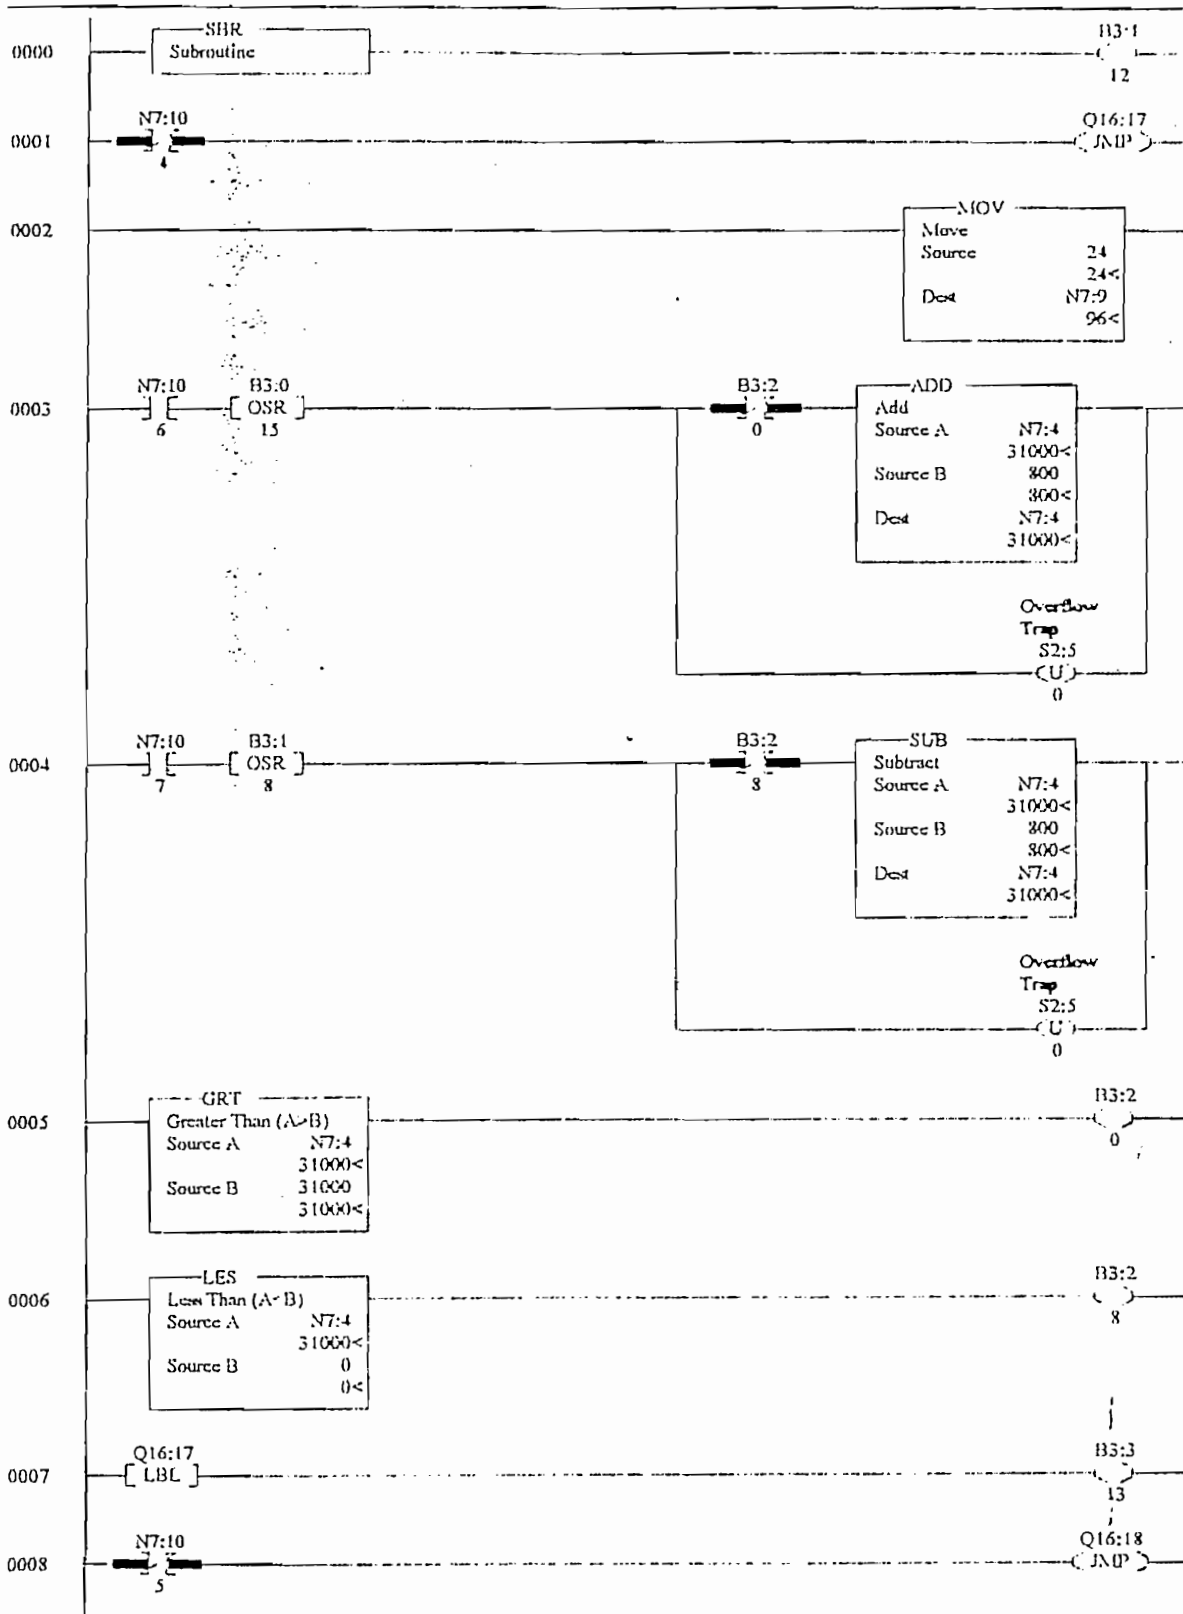 SBR
0000
Subroutine
B3:4
12
N7:10
0001
4
Q16:17
JMP
0002
MOV
Move
Source 24
24<
Dest N7:9
96<
N7:10 B3:0 B3:2
0003
OSR
6 15 0
ADD
Add
Source A N7:4
31000<
Source B 800
800<
Dest N7:4
31000<
Overflow
Trap
S2:5
U
0
N7:10 B3:1 B3:2
0004
OSR
7 8 8
SUB
Subtract
Source A N7:4
31000<
Source B 800
800<
Dest N7:4
31000<
Overflow
Trap
S2:5
U
0
0005
GRT
Greater Than (A>B)
Source A N7:4
31000<
Source B 31000
31000<
B3:2
0
0006
LES
Less Than (A<B)
Source A N7:4
31000<
Source B 0
0<
B3:2
8
Q16:17
0007
LBL
B3:3
13
N7:10
0008
5
Q16:18
JMP